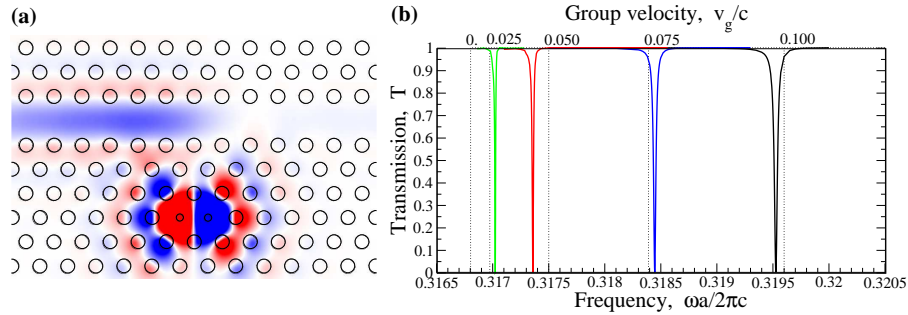 (a)
(b)
Group velocity, v_g/c
0. 0.025 0.050 0.075 0.100
Transmission, T
1
0.9
0.8
0.7
0.6
0.5
0.4
0.3
0.2
0.1
0
0.3165 0.317 0.3175 0.318 0.3185 0.319 0.3195 0.32 0.3205
Frequency, ωa/2πc